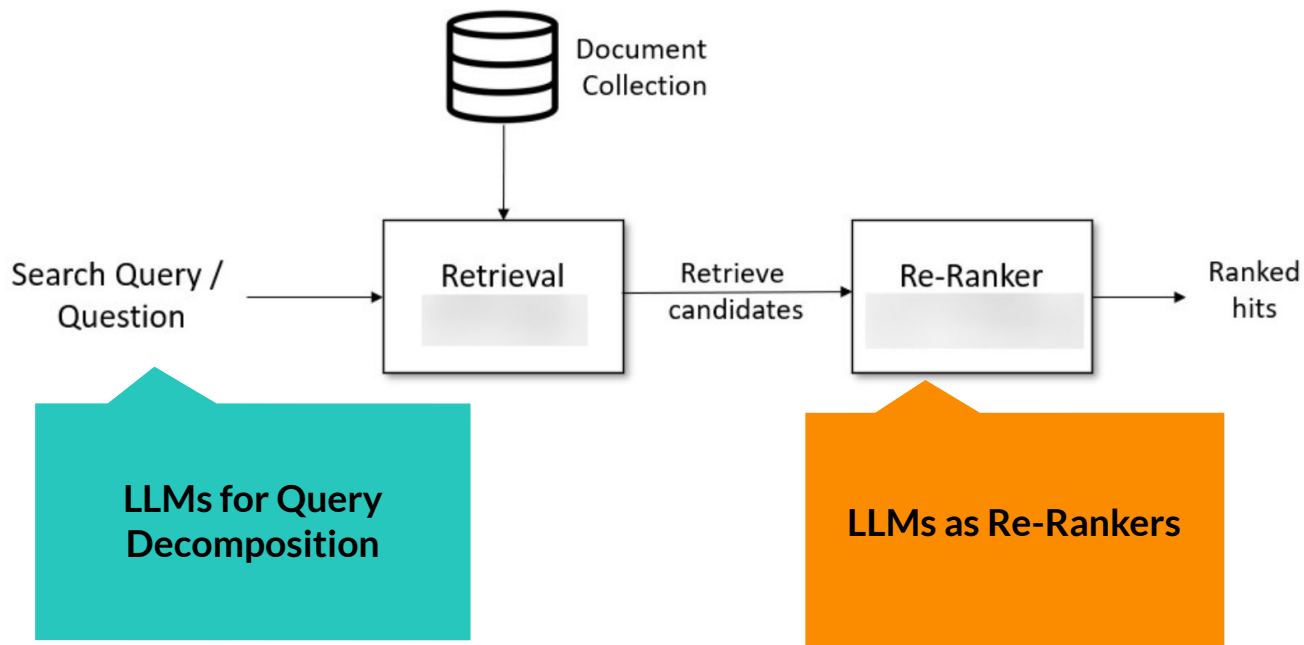 Document
Collection
Search Query /
Question
Retrieval
Retrieve
candidates
Re-Ranker
Ranked
hits
LLMs for Query
Decomposition
LLMs as Re-Rankers